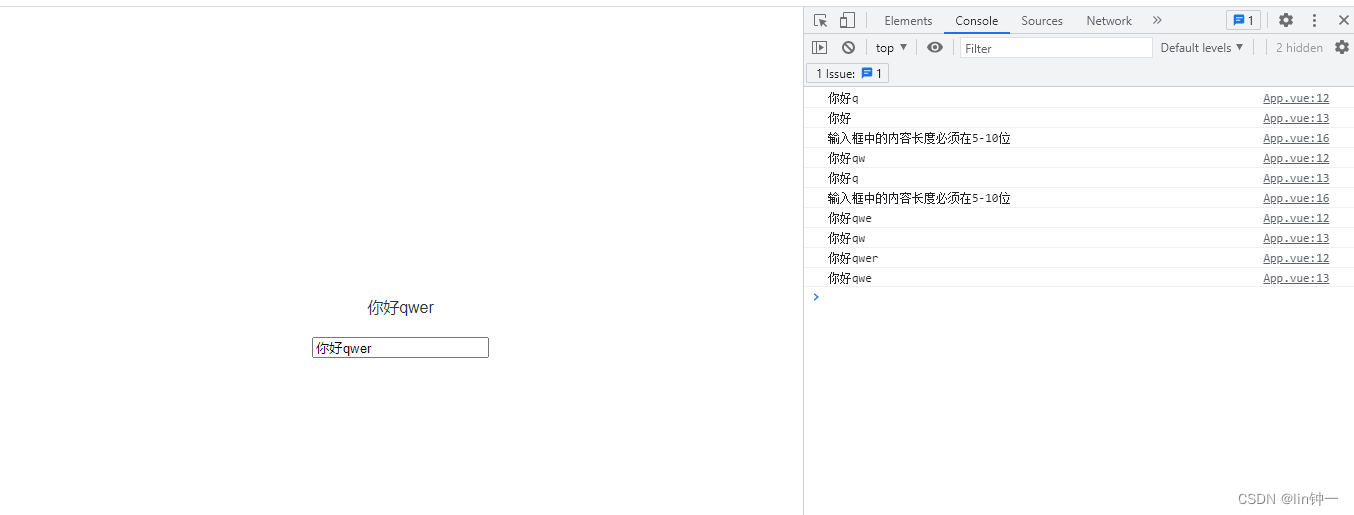 你好qwer
你好qwer
Elements Console Sources Network » 1
top ▼ Filter Default levels ▼ 2 hidden
1 Issue: 1
你好q App.vue:12
你好 App.vue:13
输入框中的内容长度必须在5-10位 App.vue:16
你好qw App.vue:12
你好q App.vue:13
输入框中的内容长度必须在5-10位 App.vue:16
你好qwe App.vue:12
你好qw App.vue:13
你好qwer App.vue:12
你好qwe App.vue:13
CSDN @lin钟一